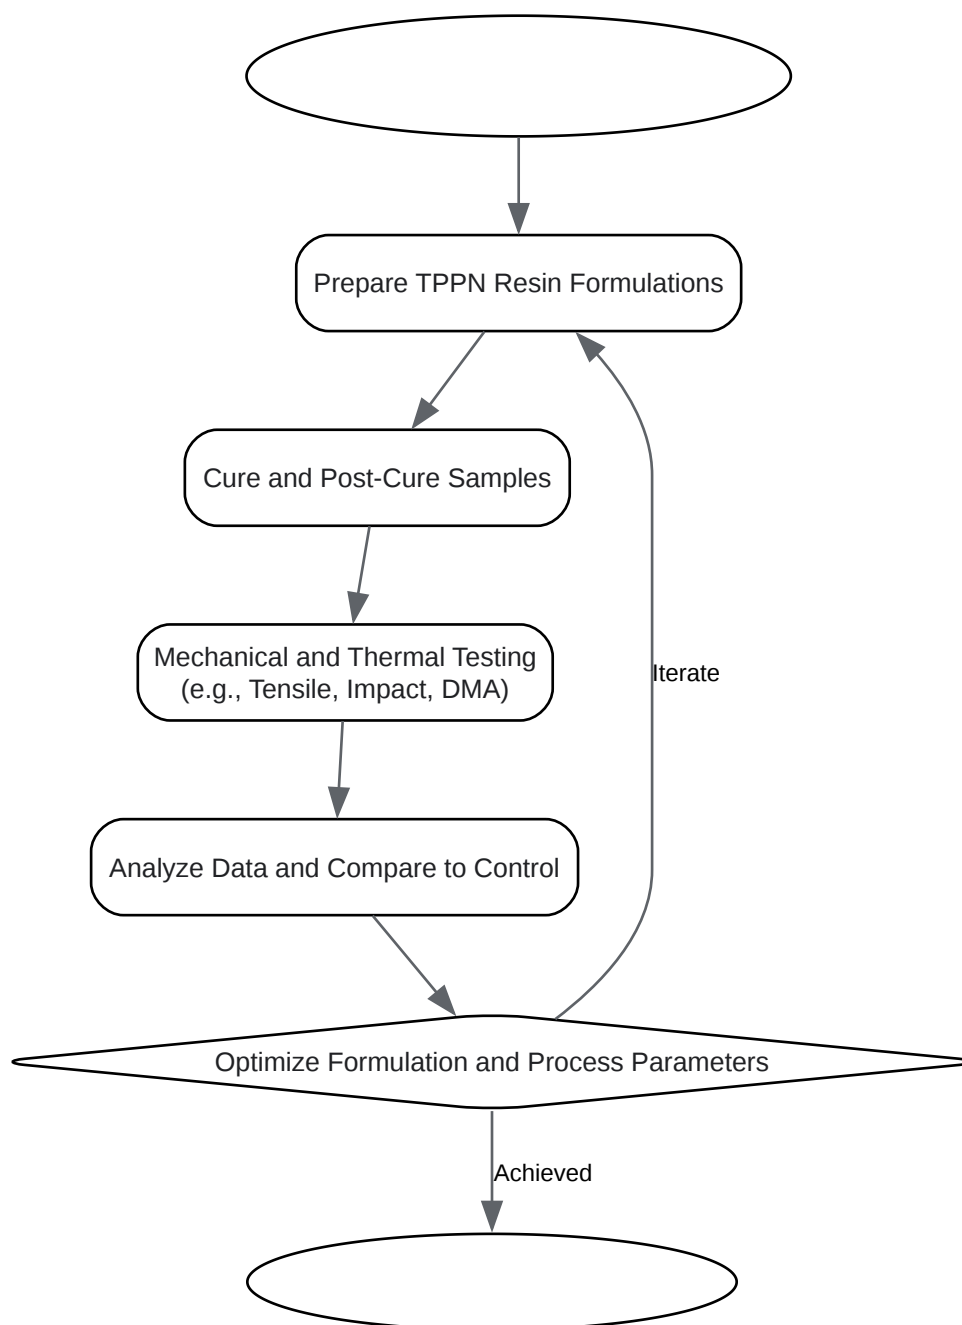 Prepare TPPN Resin Formulations
Cure and Post-Cure Samples
Mechanical and Thermal Testing
(e.g., Tensile, Impact, DMA)
Iterate
Analyze Data and Compare to Control
Optimize Formulation and Process Parameters
Achieved